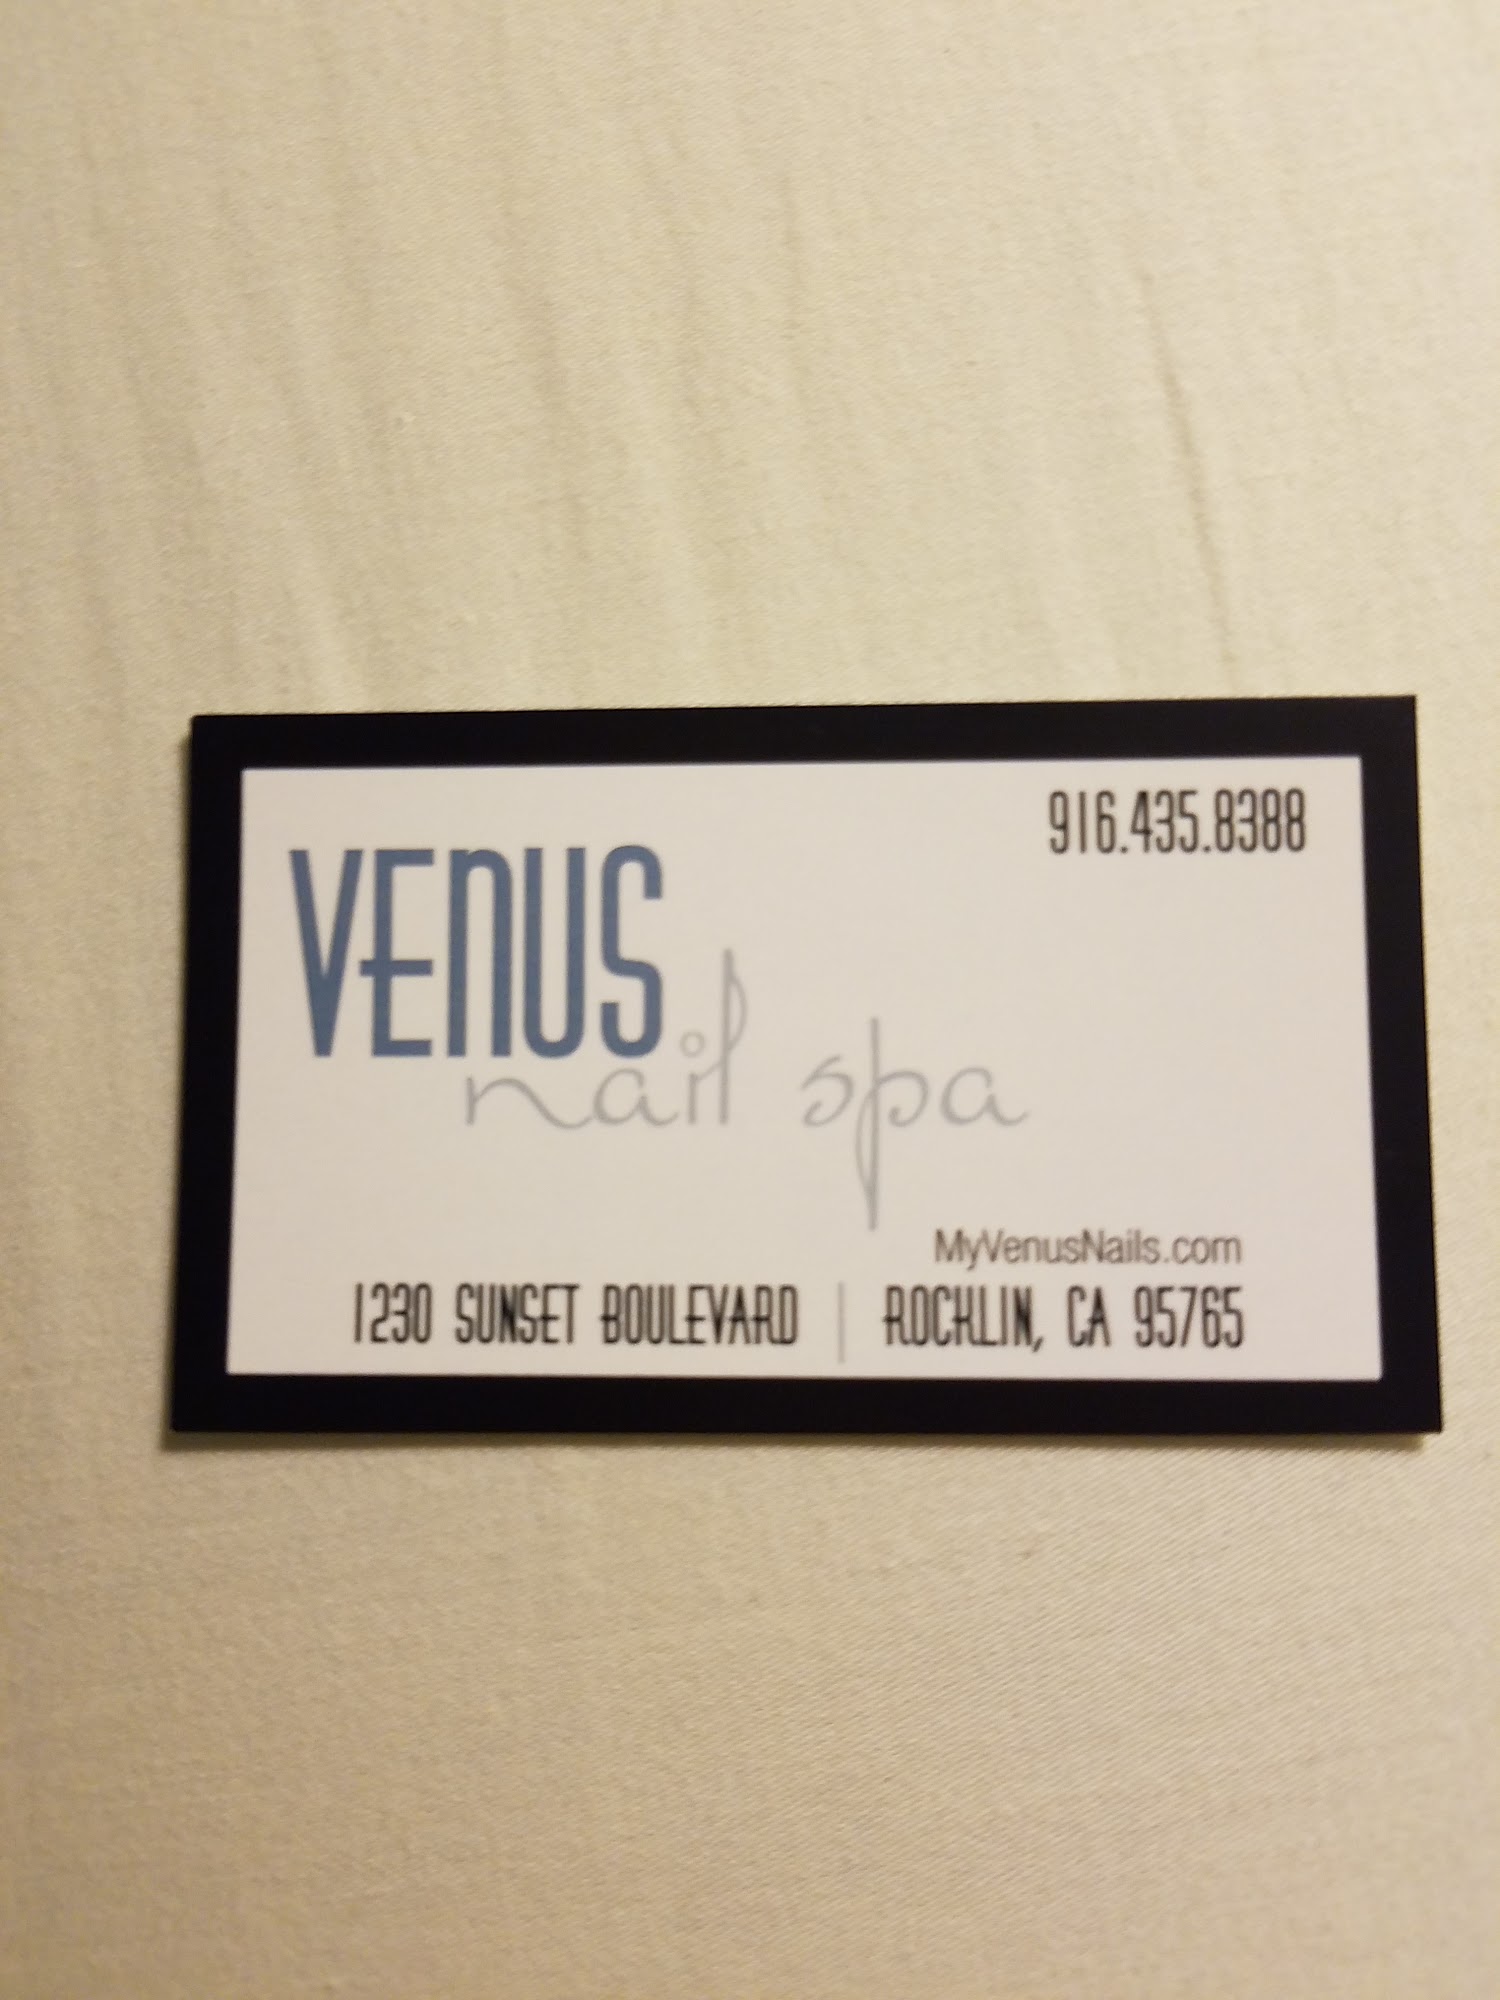 916.435.8388
VENUS
nail spa
MyVenusNails.com
1230 SUNSET BOULEVARD | ROCKLIN, CA 95765